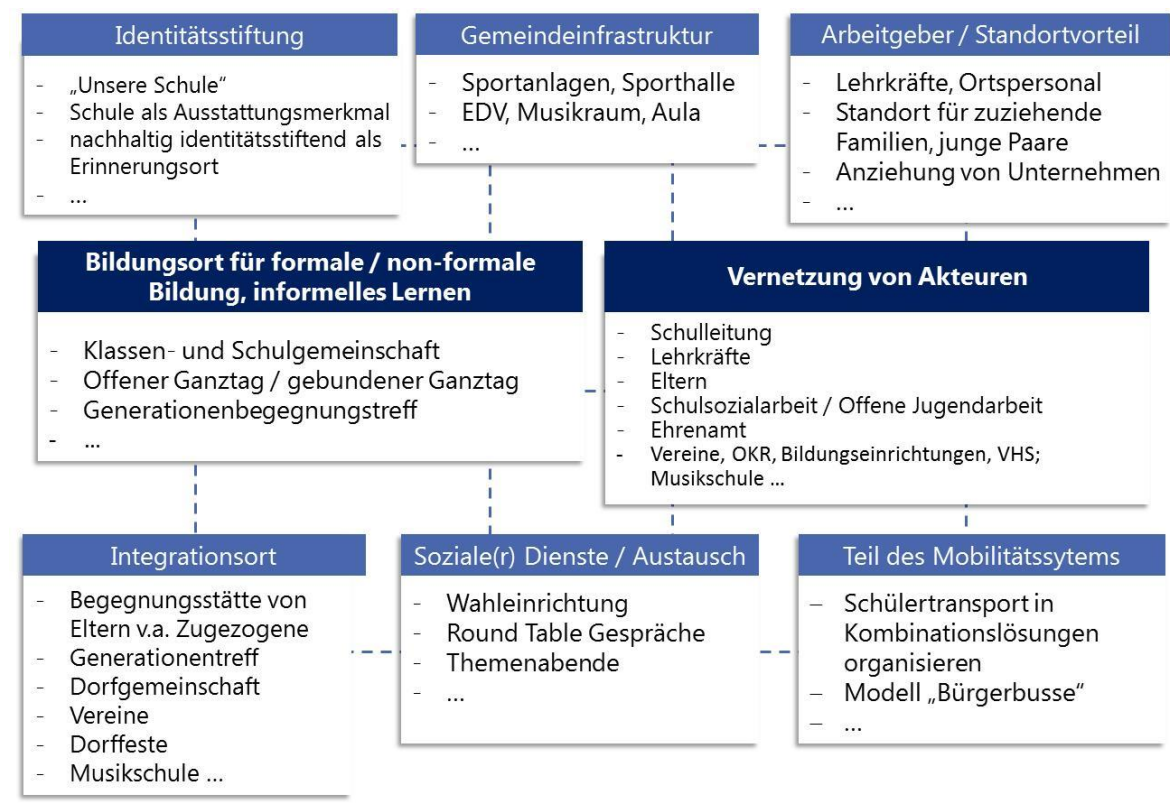 Identitätsstiftung
- „Unsere Schule“
- Schule als Ausstattungsmerkmal
- nachhaltig identitätsstiftend als
Erinnerungsort
- ...
Gemeindeinfrastruktur
- Sportanlagen, Sporthalle
- EDV, Musikraum, Aula
- ...
Arbeitgeber / Standortvorteil
- Lehrkräfte, Ortspersonal
- Standort für zuziehende
Familien, junge Paare
- Anziehung von Unternehmen
- ...
Bildungsort für formale / non-formale
Bildung, informelles Lernen
- Klassen- und Schulgemeinschaft
- Offener Ganztag / gebundener Ganztag
- Generationenbegegnungstreff
- ...
Vernetzung von Akteuren
- Schulleitung
- Lehrkräfte
- Eltern
- Schulsozialarbeit / Offene Jugendarbeit
- Ehrenamt
- Vereine, OKR, Bildungseinrichtungen, VHS;
Musikschule ...
Integrationsort
- Begegnungsstätte von
Eltern v.a. Zugezogene
- Generationentreff
- Dorfgemeinschaft
- Vereine
- Dorffeste
- Musikschule ...
Soziale(r) Dienste / Austausch
- Wahleinrichtung
- Round Table Gespräche
- Themenabende
- ...
Teil des Mobilitätssytems
– Schülertransport in
Kombinationslösungen
organisieren
– Modell „Bürgerbusse“
– ...